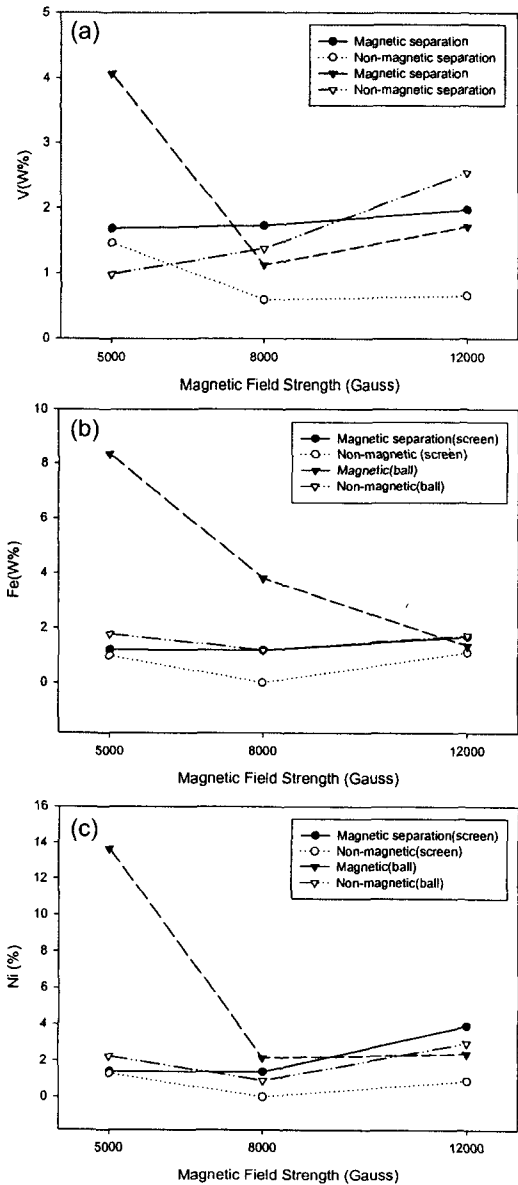 (a)
Magnetic separation
Non-magnetic separation
Magnetic separation
Non-magnetic separation
5
4
3
2
1
0
V(W%)
5000 8000 12000
Magnetic Field Strength (Gauss)
(b)
Magnetic separation(screen)
Non-magnetic (screen)
Magnetic(ball)
Non-magnetic(ball)
10
8
6
4
2
0
Fe(W%)
5000 8000 12000
Magnetic Field Strength (Gauss)
(c)
Magnetic separation(screen)
Non-magnetic(screen)
Magnetic(ball)
Non-magnetic(ball)
16
14
12
10
8
6
4
2
0
Ni (%)
5000 8000 12000
Magnetic Field Strength (Gauss)